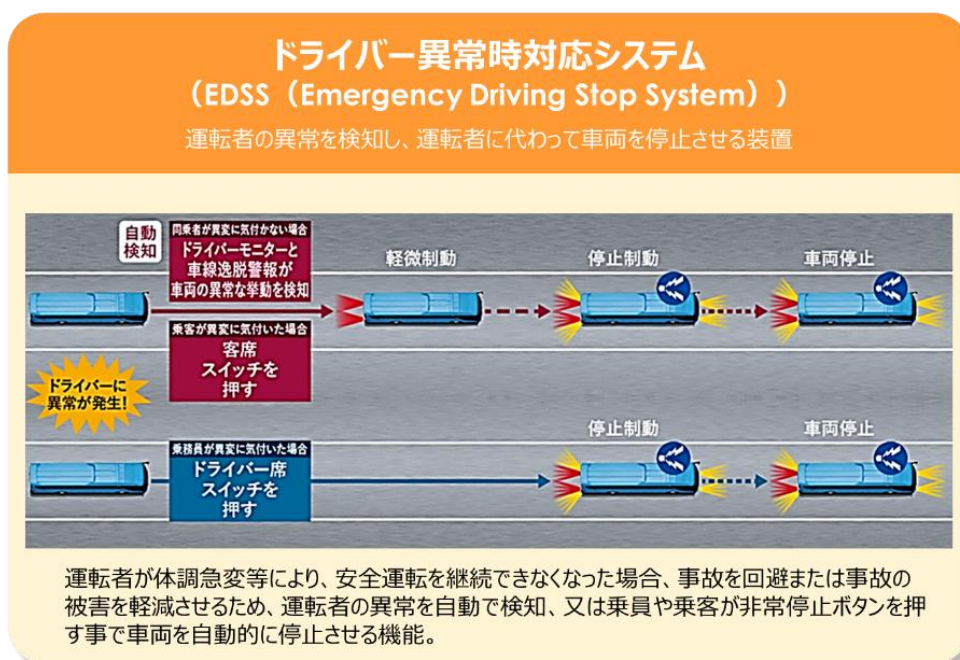 ドライバー異常時対応システム
（EDSS（Emergency Driving Stop System））
運転者の異常を検知し、運転者に代わって車両を停止させる装置
自動
検知
同乗者が異変に気付かない場合
ドライバーモニターと
車線逸脱警報が
車両の異常な挙動を検知
軽微制動
停止制動
車両停止
乗客が異変に気付いた場合
客席
スイッチを
押す
ドライバーに
異常が発生!
乗務員が異変に気付いた場合
ドライバー席
スイッチを
押す
停止制動
車両停止
運転者が体調急変等により、安全運転を継続できなくなった場合、事故を回避または事故の
被害を軽減させるため、運転者の異常を自動で検知、又は乗員や乗客が非常停止ボタンを押
す事で車両を自動的に停止させる機能。